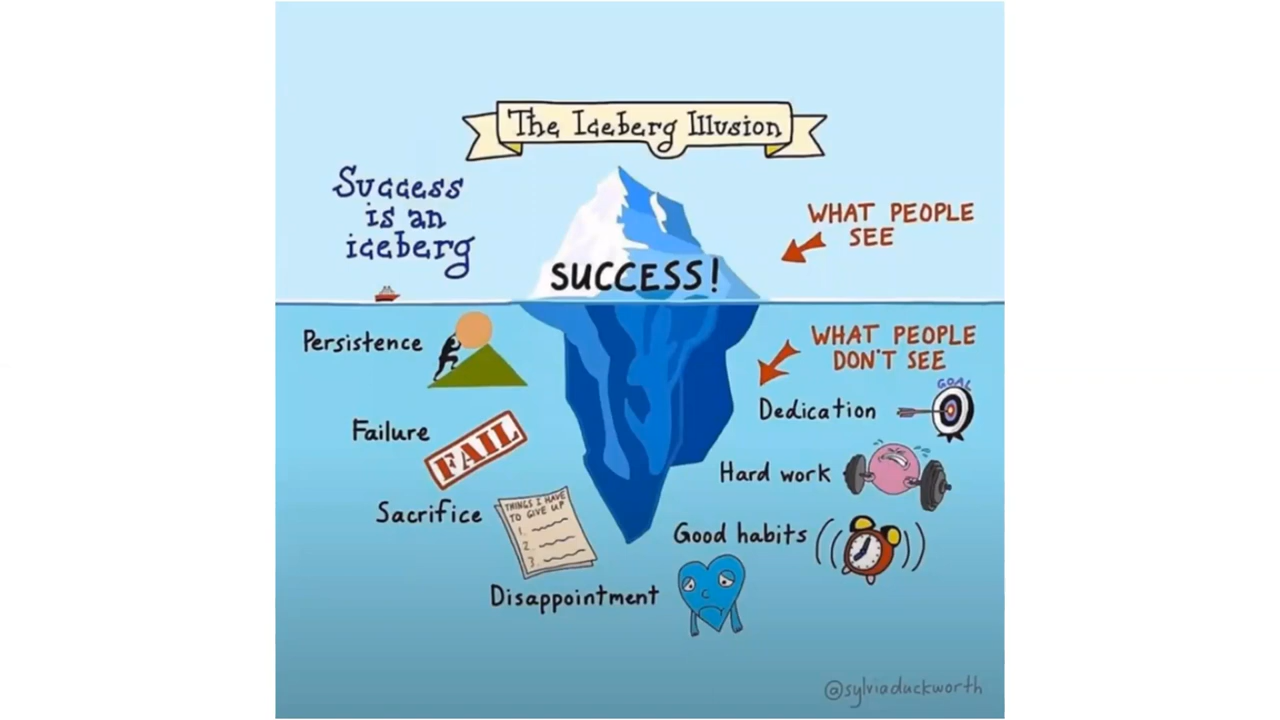 The Iceberg Illusion
Success
is an
iceberg
WHAT PEOPLE
SEE
SUCCESS!
Persistence
WHAT PEOPLE
DON'T SEE
GOAL
Dedication
Failure
FAIL
Hard work
Sacrifice
THINGS I HAVE
TO GIVE UP
1.
2.
3
Good habits
Disappointment
@sylviaduckworth